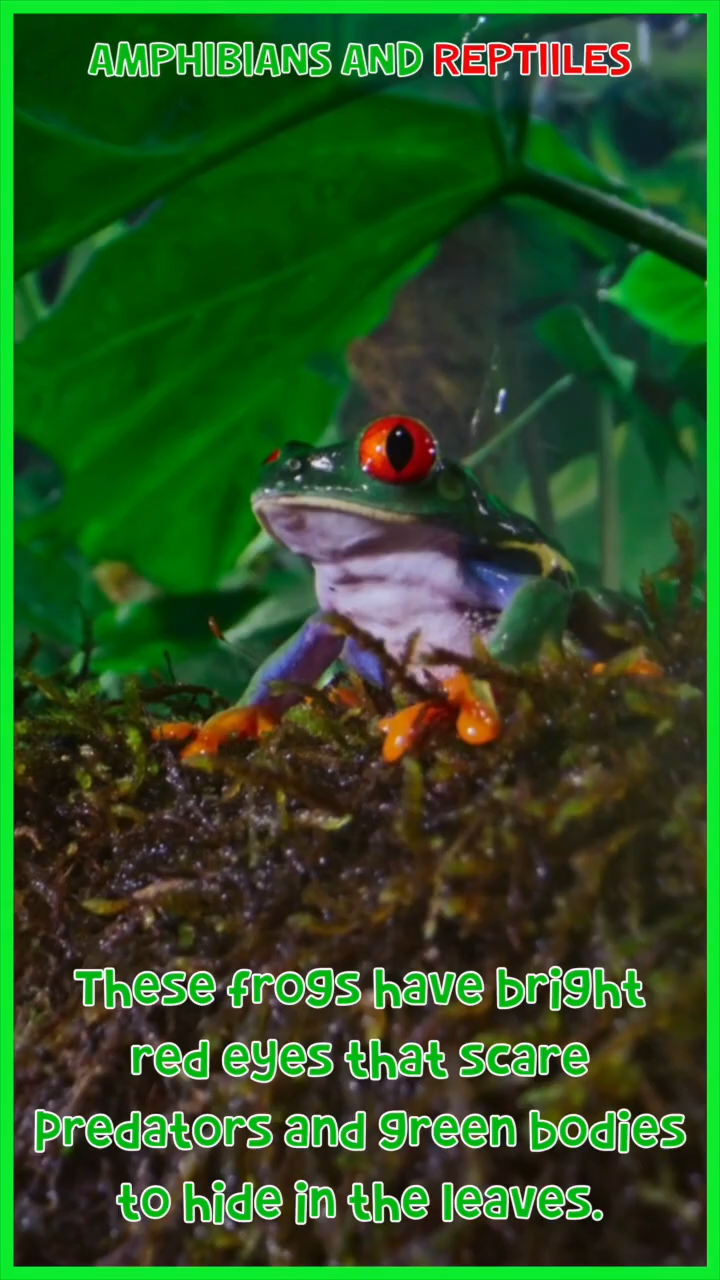 AMPHIBIANS AND REPTIILES
These frogs have bright
red eyes that scare
predators and green bodies
to hide in the leaves.